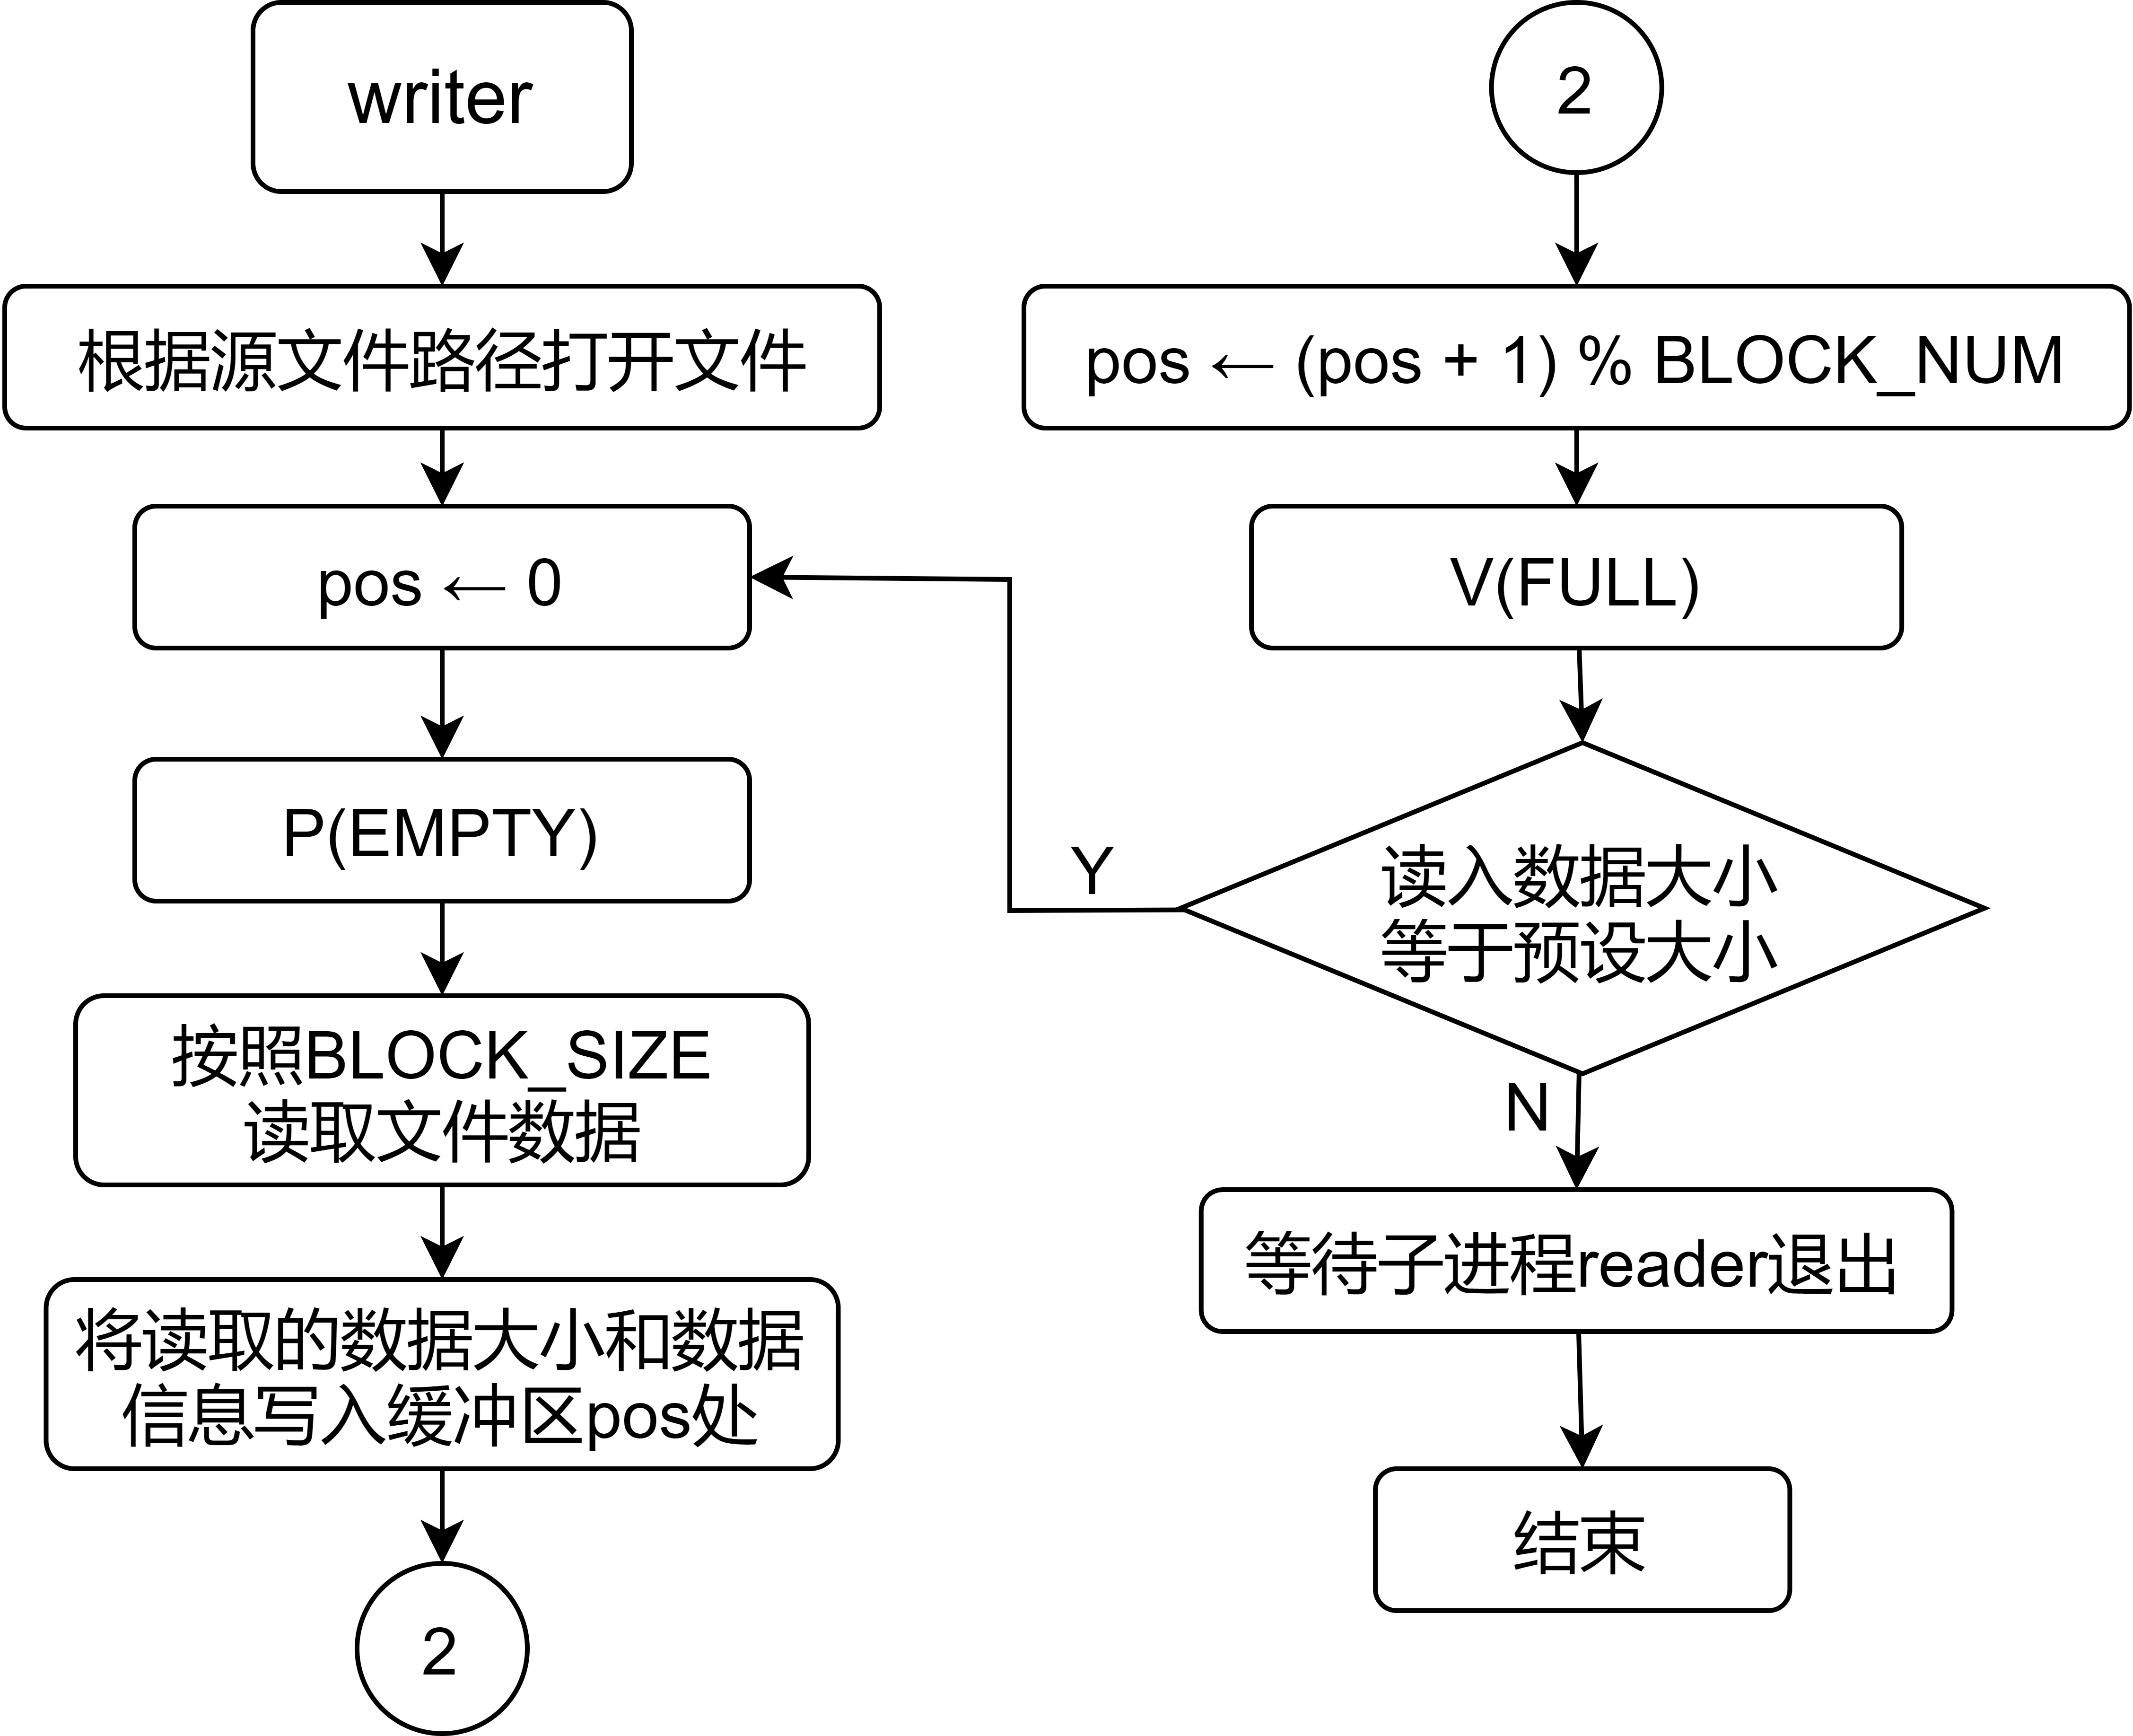 writer
根据源文件路径打开文件
pos ← 0
P(EMPTY)
按照BLOCK_SIZE
读取文件数据
将读取的数据大小和数据
信息写入缓冲区pos处
2
2
pos ← (pos + 1) % BLOCK_NUM
V(FULL)
读入数据大小
等于预设大小
Y
N
等待子进程reader退出
结束